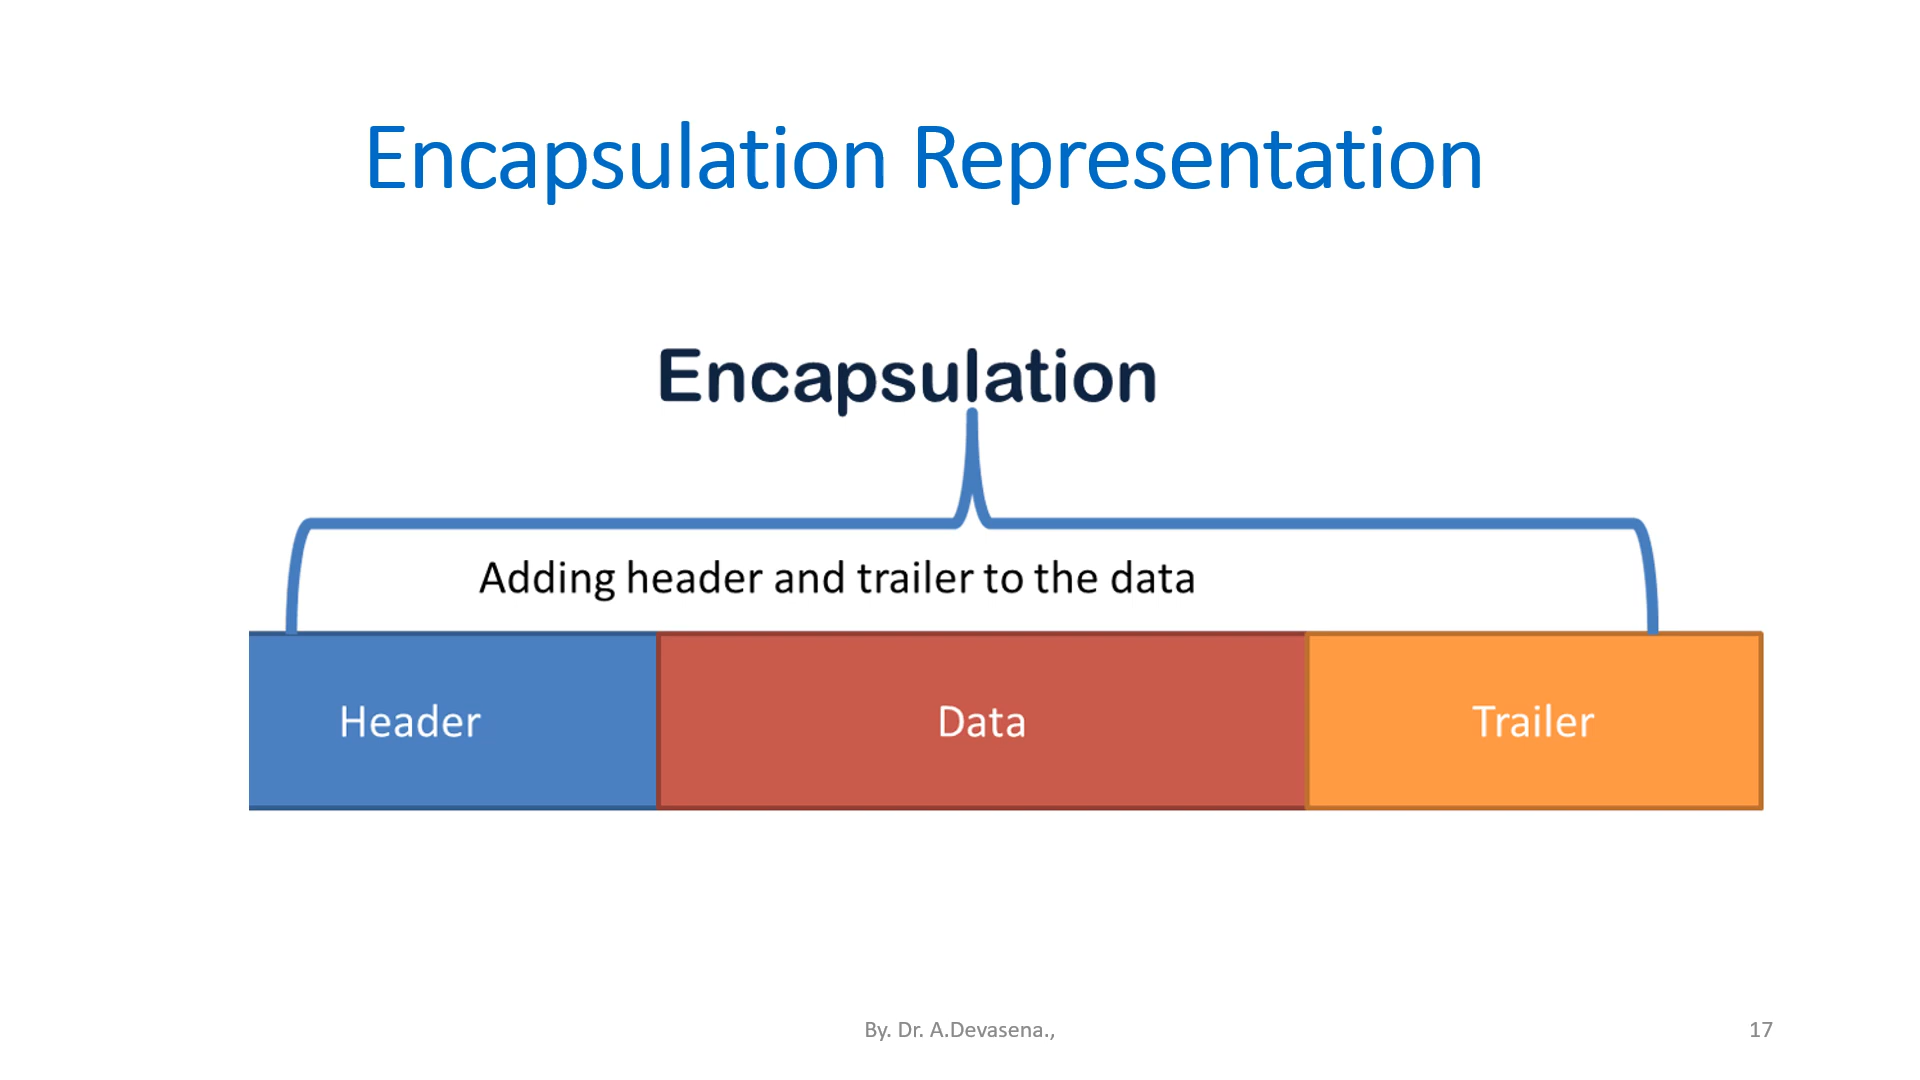 Encapsulation Representation
Encapsulation
Adding header and trailer to the data
Header
Data
Trailer
By. Dr. A.Devasena.,
17